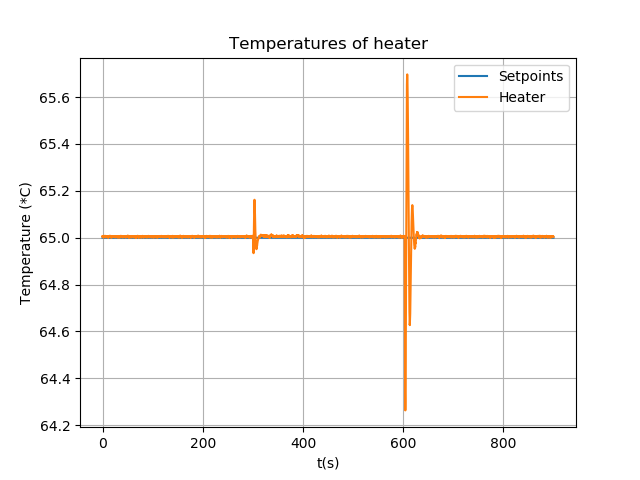 Temperatures of heater
Setpoints
Heater
65.6
65.4
65.2
65.0
64.8
64.6
64.4
64.2
Temperature (*C)
0 200 400 600 800
t(s)